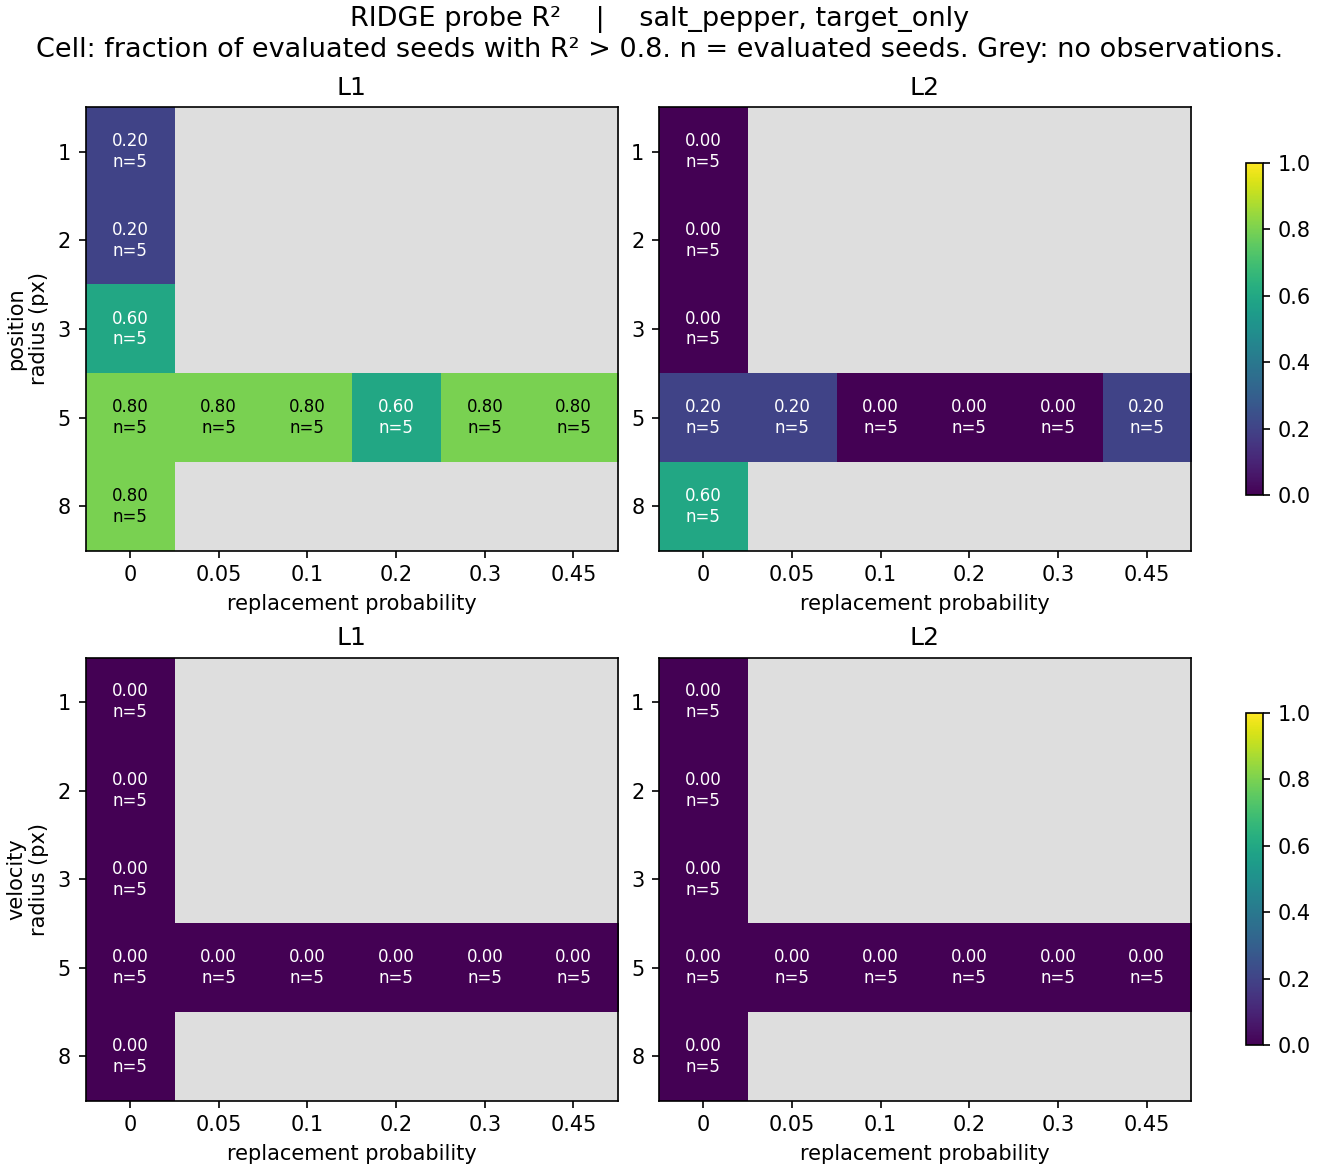 RIDGE probe R² | salt_pepper, target_only
Cell: fraction of evaluated seeds with R² > 0.8. n = evaluated seeds. Grey: no observations.
L1
position
radius (px)
1
2
3
5
8
0.20
n=5
0.20
n=5
0.60
n=5
0.80 0.80 0.80 0.60 0.80 0.80
n=5 n=5 n=5 n=5 n=5 n=5
0.80
n=5
0 0.05 0.1 0.2 0.3 0.45
replacement probability
L2
1
2
3
5
8
0.00
n=5
0.00
n=5
0.00
n=5
0.20 0.20 0.00 0.00 0.00 0.20
n=5 n=5 n=5 n=5 n=5 n=5
0.60
n=5
0 0.05 0.1 0.2 0.3 0.45
replacement probability
1.0
0.8
0.6
0.4
0.2
0.0
L1
velocity
radius (px)
1
2
3
5
8
0.00
n=5
0.00
n=5
0.00
n=5
0.00 0.00 0.00 0.00 0.00 0.00
n=5 n=5 n=5 n=5 n=5 n=5
0.00
n=5
0 0.05 0.1 0.2 0.3 0.45
replacement probability
L2
1
2
3
5
8
0.00
n=5
0.00
n=5
0.00
n=5
0.00 0.00 0.00 0.00 0.00 0.00
n=5 n=5 n=5 n=5 n=5 n=5
0.00
n=5
0 0.05 0.1 0.2 0.3 0.45
replacement probability
1.0
0.8
0.6
0.4
0.2
0.0